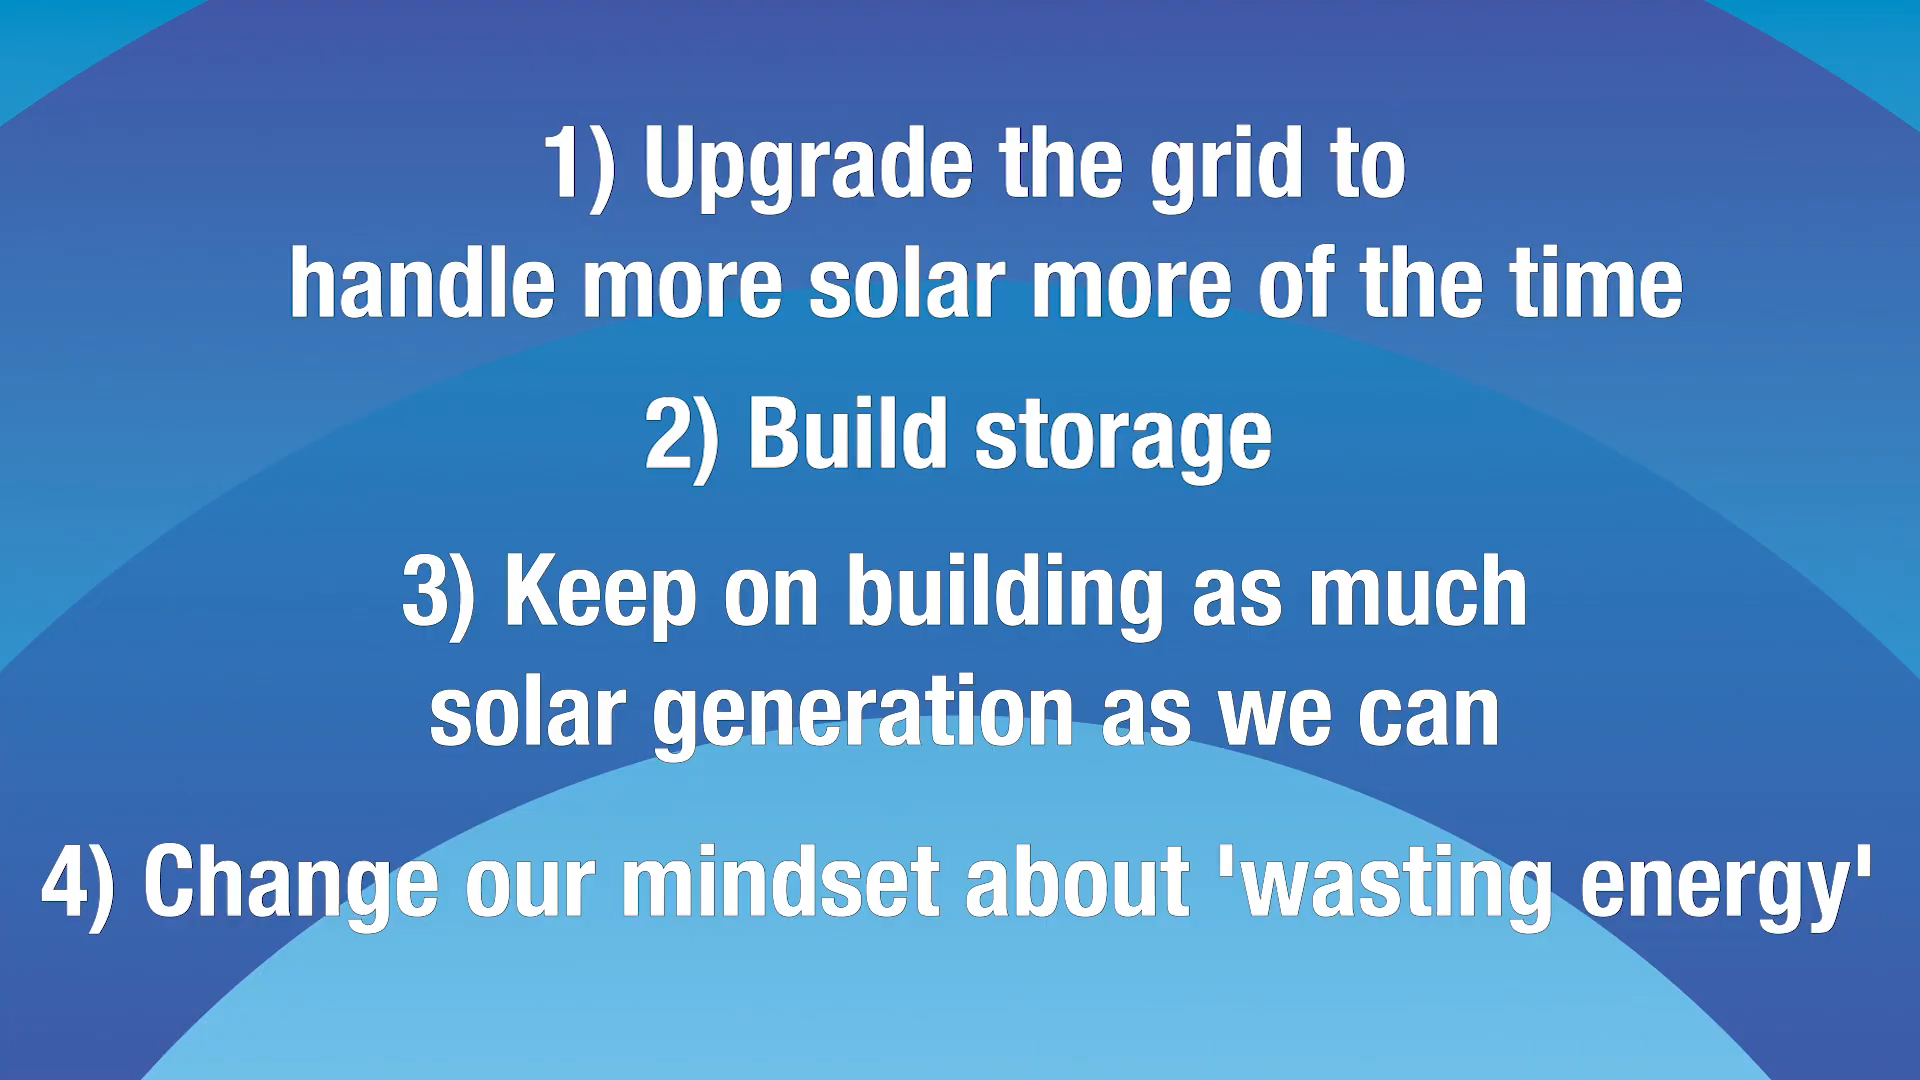 1) Upgrade the grid to
handle more solar more of the time
2) Build storage
3) Keep on building as much
solar generation as we can
4) Change our mindset about 'wasting energy'